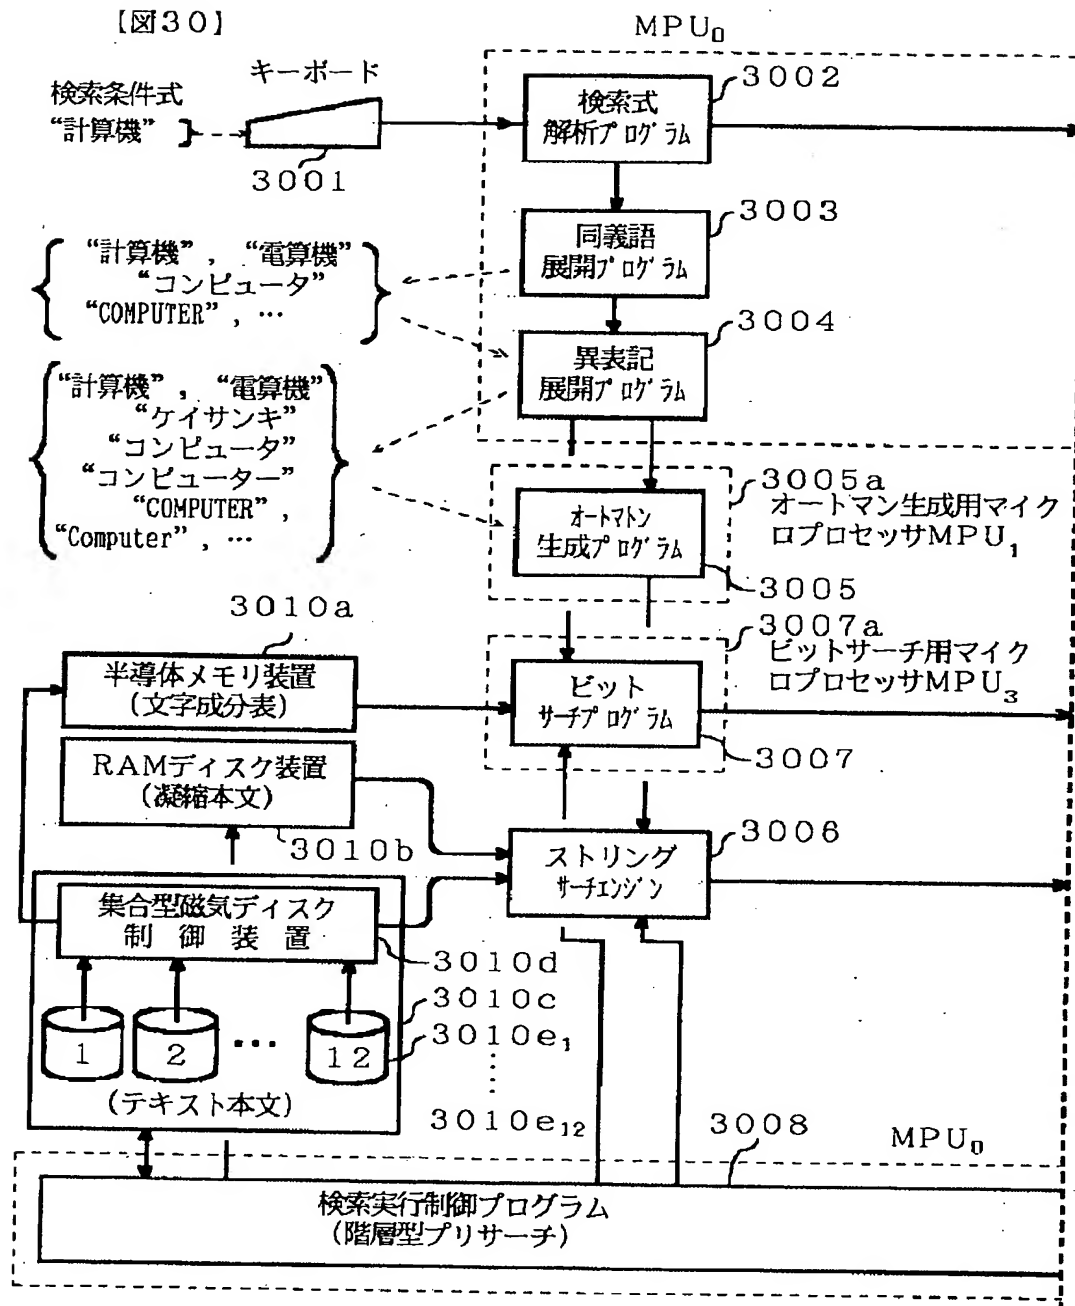 【図30】
MPU₀
検索条件式
“計算機”
キーボード
3001
3002
検索式
解析プログラム
3003
同義語
展開プログラム
“計算機”, “電算機”
“コンピュータ”
“COMPUTER”, …
3004
異表記
展開プログラム
“計算機”, “電算機”
“ケイサンキ”
“コンピュータ”
“コンピューター”
“COMPUTER”,
“Computer”, …
3005a
オートマン生成用マイク
ロプロセッサMPU₁
オートマトン
生成プログラム
3005
3010a
半導体メモリ装置
(文字成分表)
3007a
ビットサーチ用マイク
ロプロセッサMPU₃
ビット
サーチプログラム
3007
RAMディスク装置
(凝縮本文)
3010b
3006
ストリング
サーチエンジン
集合型磁気ディスク
制御装置
3010d
3010c
3010e₁
⋮
3010e₁₂
1 2 … 12
(テキスト本文)
3008
MPU₀
検索実行制御プログラム
(階層型プリサーチ)